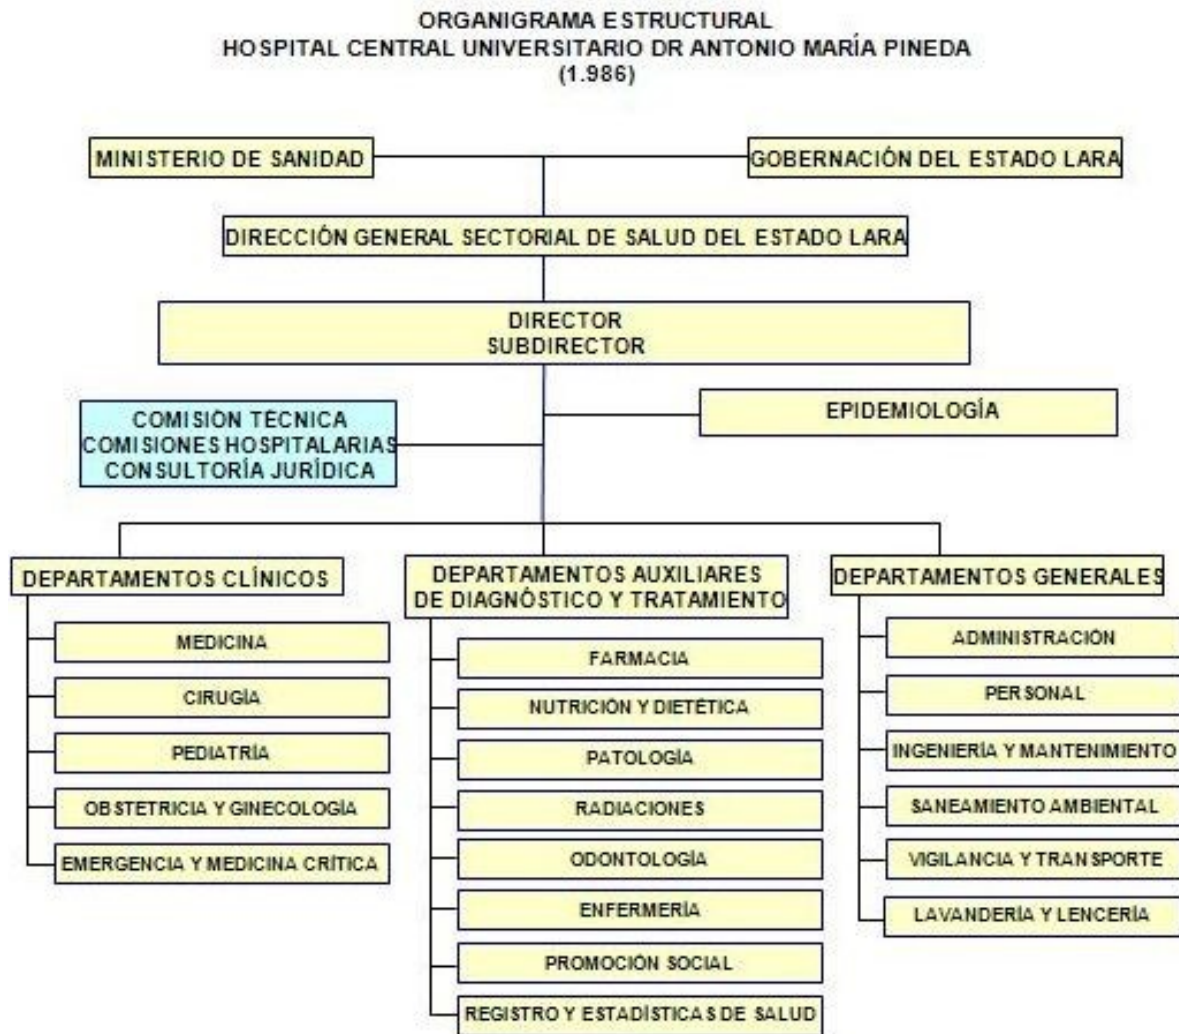 ORGANIGRAMA ESTRUCTURAL
HOSPITAL CENTRAL UNIVERSITARIO DR ANTONIO MARÍA PINEDA
(1.986)
MINISTERIO DE SANIDAD
GOBERNACIÓN DEL ESTADO LARA
DIRECCIÓN GENERAL SECTORIAL DE SALUD DEL ESTADO LARA
DIRECTOR
SUBDIRECTOR
COMISIÓN TÉCNICA
COMISIONES HOSPITALARIAS
CONSULTORÍA JURÍDICA
EPIDEMIOLOGÍA
DEPARTAMENTOS CLÍNICOS
MEDICINA
CIRUGÍA
PEDIATRÍA
OBSTETRICIA Y GINECOLOGÍA
EMERGENCIA Y MEDICINA CRÍTICA
DEPARTAMENTOS AUXILIARES
DE DIAGNÓSTICO Y TRATAMIENTO
FARMACIA
NUTRICIÓN Y DIETÉTICA
PATOLOGÍA
RADIACIONES
ODONTOLOGÍA
ENFERMERÍA
PROMOCIÓN SOCIAL
REGISTRO Y ESTADÍSTICAS DE SALUD
DEPARTAMENTOS GENERALES
ADMINISTRACIÓN
PERSONAL
INGENIERÍA Y MANTENIMIENTO
SANEAMIENTO AMBIENTAL
VIGILANCIA Y TRANSPORTE
LAVANDERÍA Y LENCERÍA